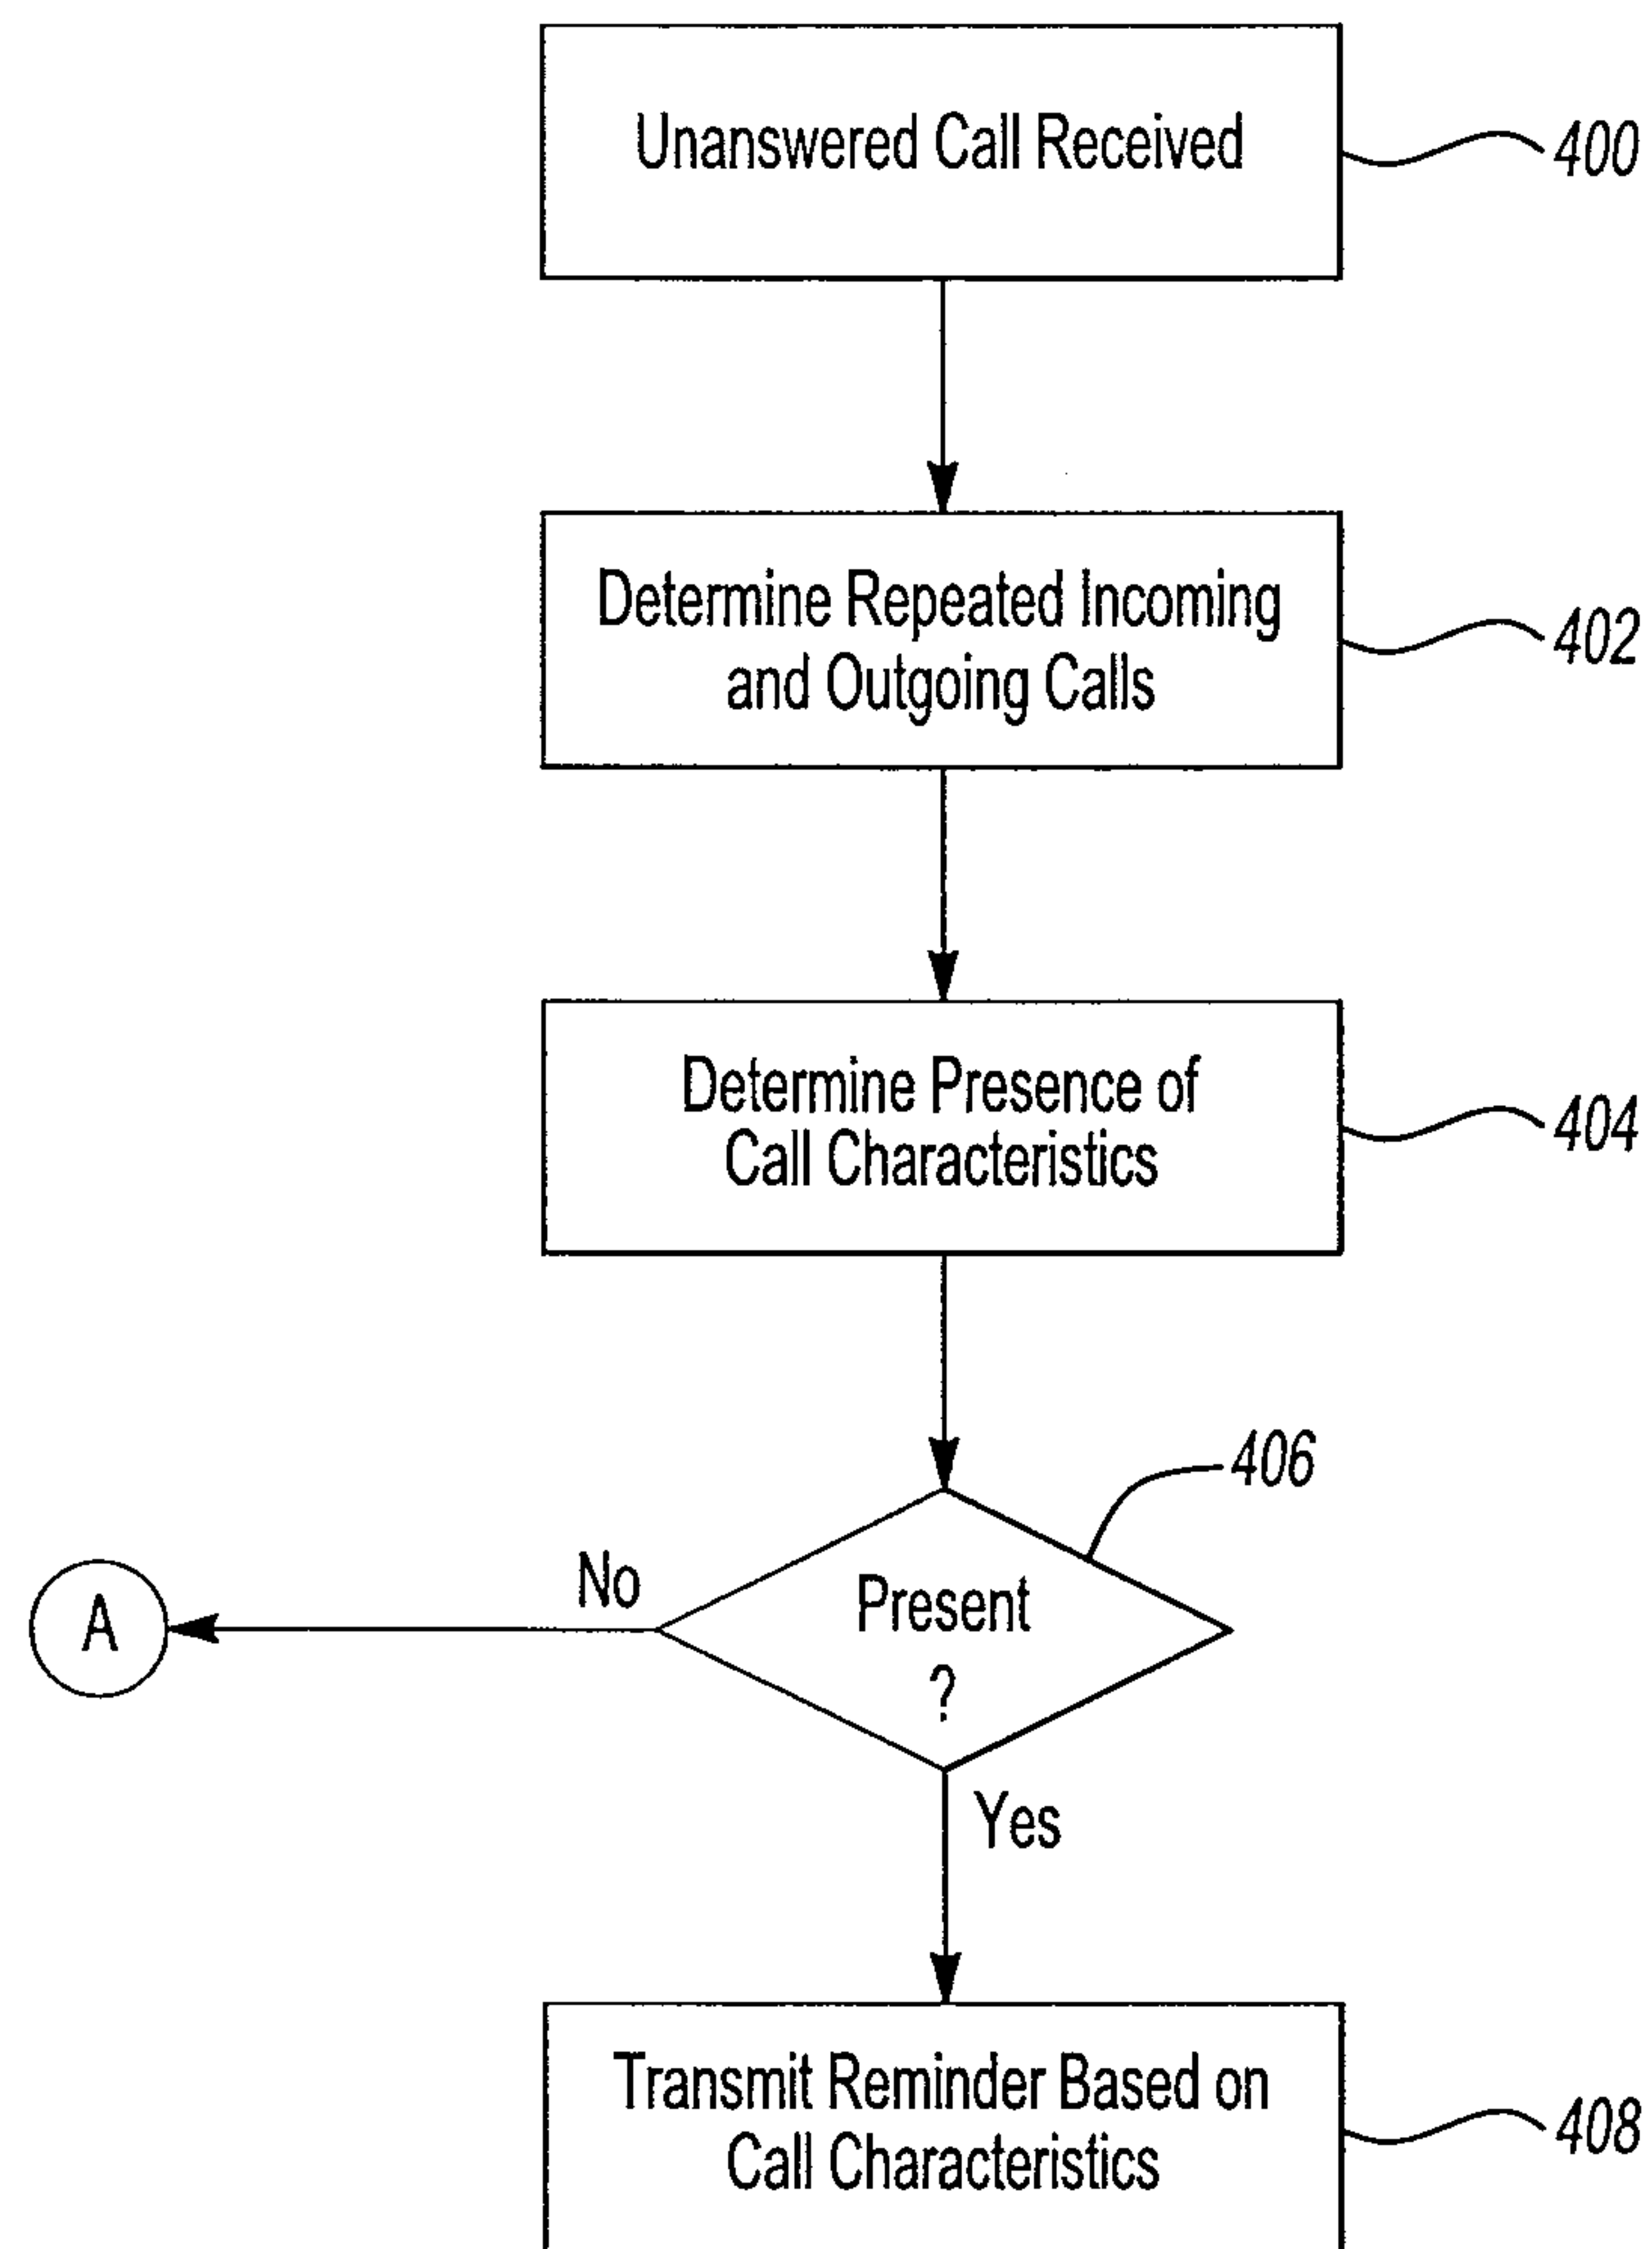 Unanswered Call Received
400
Determine Repeated Incoming
and Outgoing Calls
402
Determine Presence of
Call Characteristics
404
406
Present
?
No
A
Yes
Transmit Reminder Based on
Call Characteristics
408